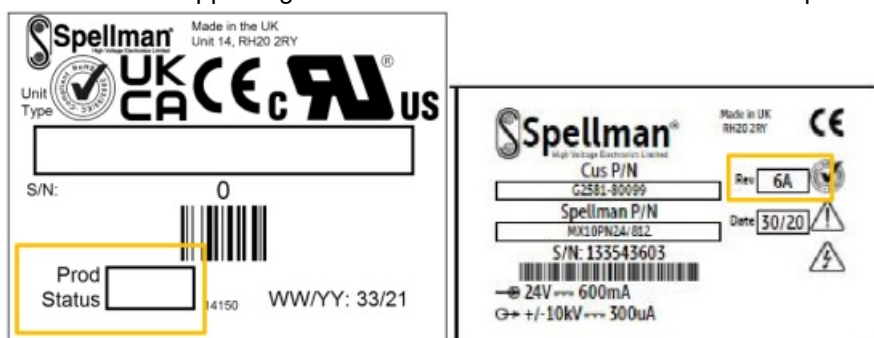 Spellman
High Voltage Electronics Limited
Made in the UK
Unit 14, RH20 2RY
Unit
Type
UK
CA
CE
c
US
®
S/N:
0
Prod
Status
14150
WW/YY: 33/21
Spellman®
High Voltage Electronics Limited
Made in UK
RH20 2RY
CE
Cus P/N
G2581-80099
Rev
6A
Spellman P/N
MX10PN24/812
Date
30/20
S/N: 133543603
24V 600mA
+/-10kV 300uA